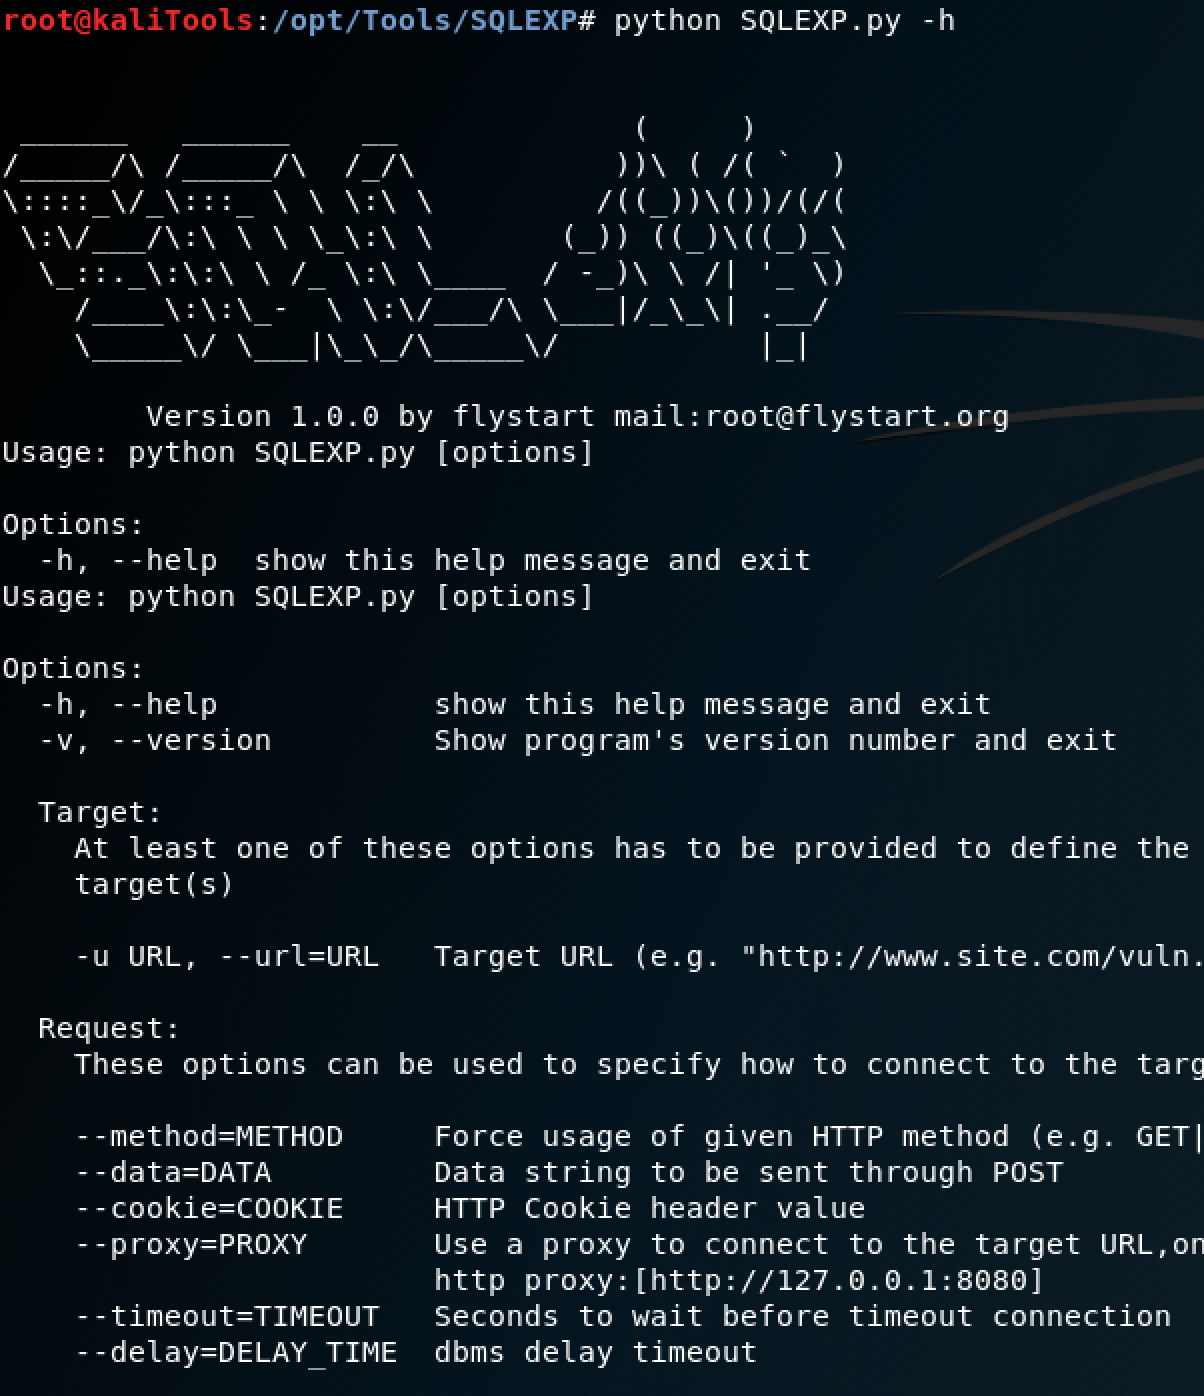 root@kaliTools:/opt/Tools/SQLEXP# python SQLEXP.py -h
Version 1.0.0 by flystart mail:root@flystart.org
Usage: python SQLEXP.py [options]
Options:
-h, --help show this help message and exit
Usage: python SQLEXP.py [options]
Options:
-h, --help show this help message and exit
-v, --version Show program's version number and exit
Target:
At least one of these options has to be provided to define the
target(s)
-u URL, --url=URL Target URL (e.g. "http://www.site.com/vuln.
Request:
These options can be used to specify how to connect to the targ
--method=METHOD Force usage of given HTTP method (e.g. GET|
--data=DATA Data string to be sent through POST
--cookie=COOKIE HTTP Cookie header value
--proxy=PROXY Use a proxy to connect to the target URL,on
http proxy:[http://127.0.0.1:8080]
--timeout=TIMEOUT Seconds to wait before timeout connection
--delay=DELAY_TIME dbms delay timeout